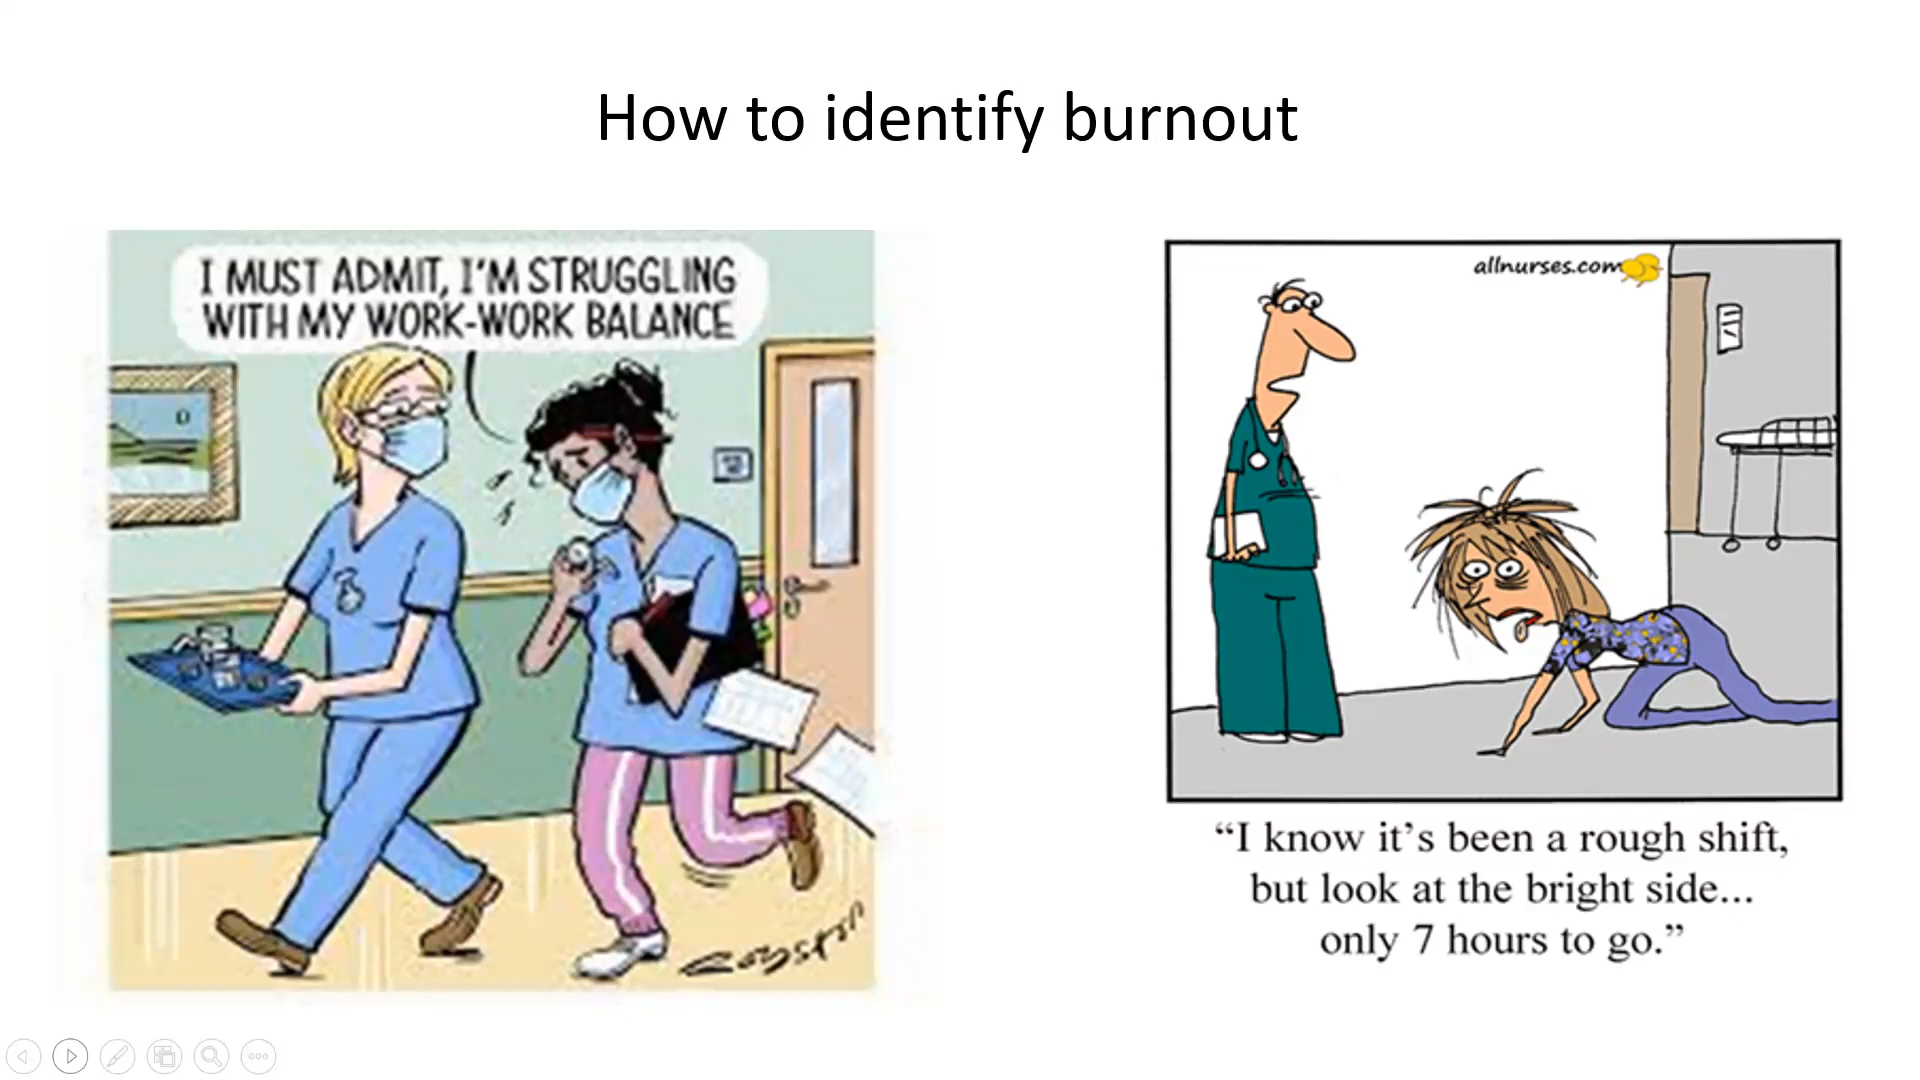 How to identify burnout
I MUST ADMIT, I'M STRUGGLING
WITH MY WORK-WORK BALANCE
allnurses.com
“I know it’s been a rough shift,
but look at the bright side...
only 7 hours to go.”